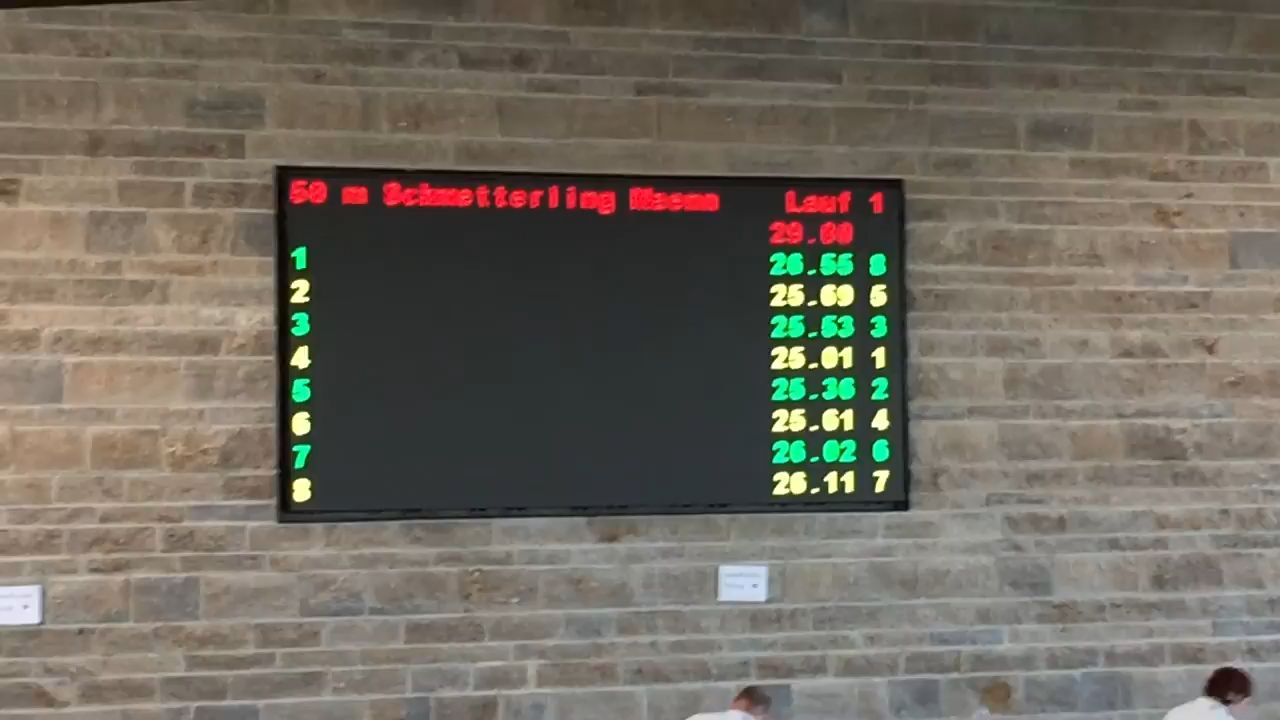 50 m Schmetterling Maenn Lauf 1
29.60
1 26.55 8
2 25.69 5
3 25.53 3
4 25.01 1
5 25.36 2
6 25.61 4
7 26.02 6
8 26.11 7